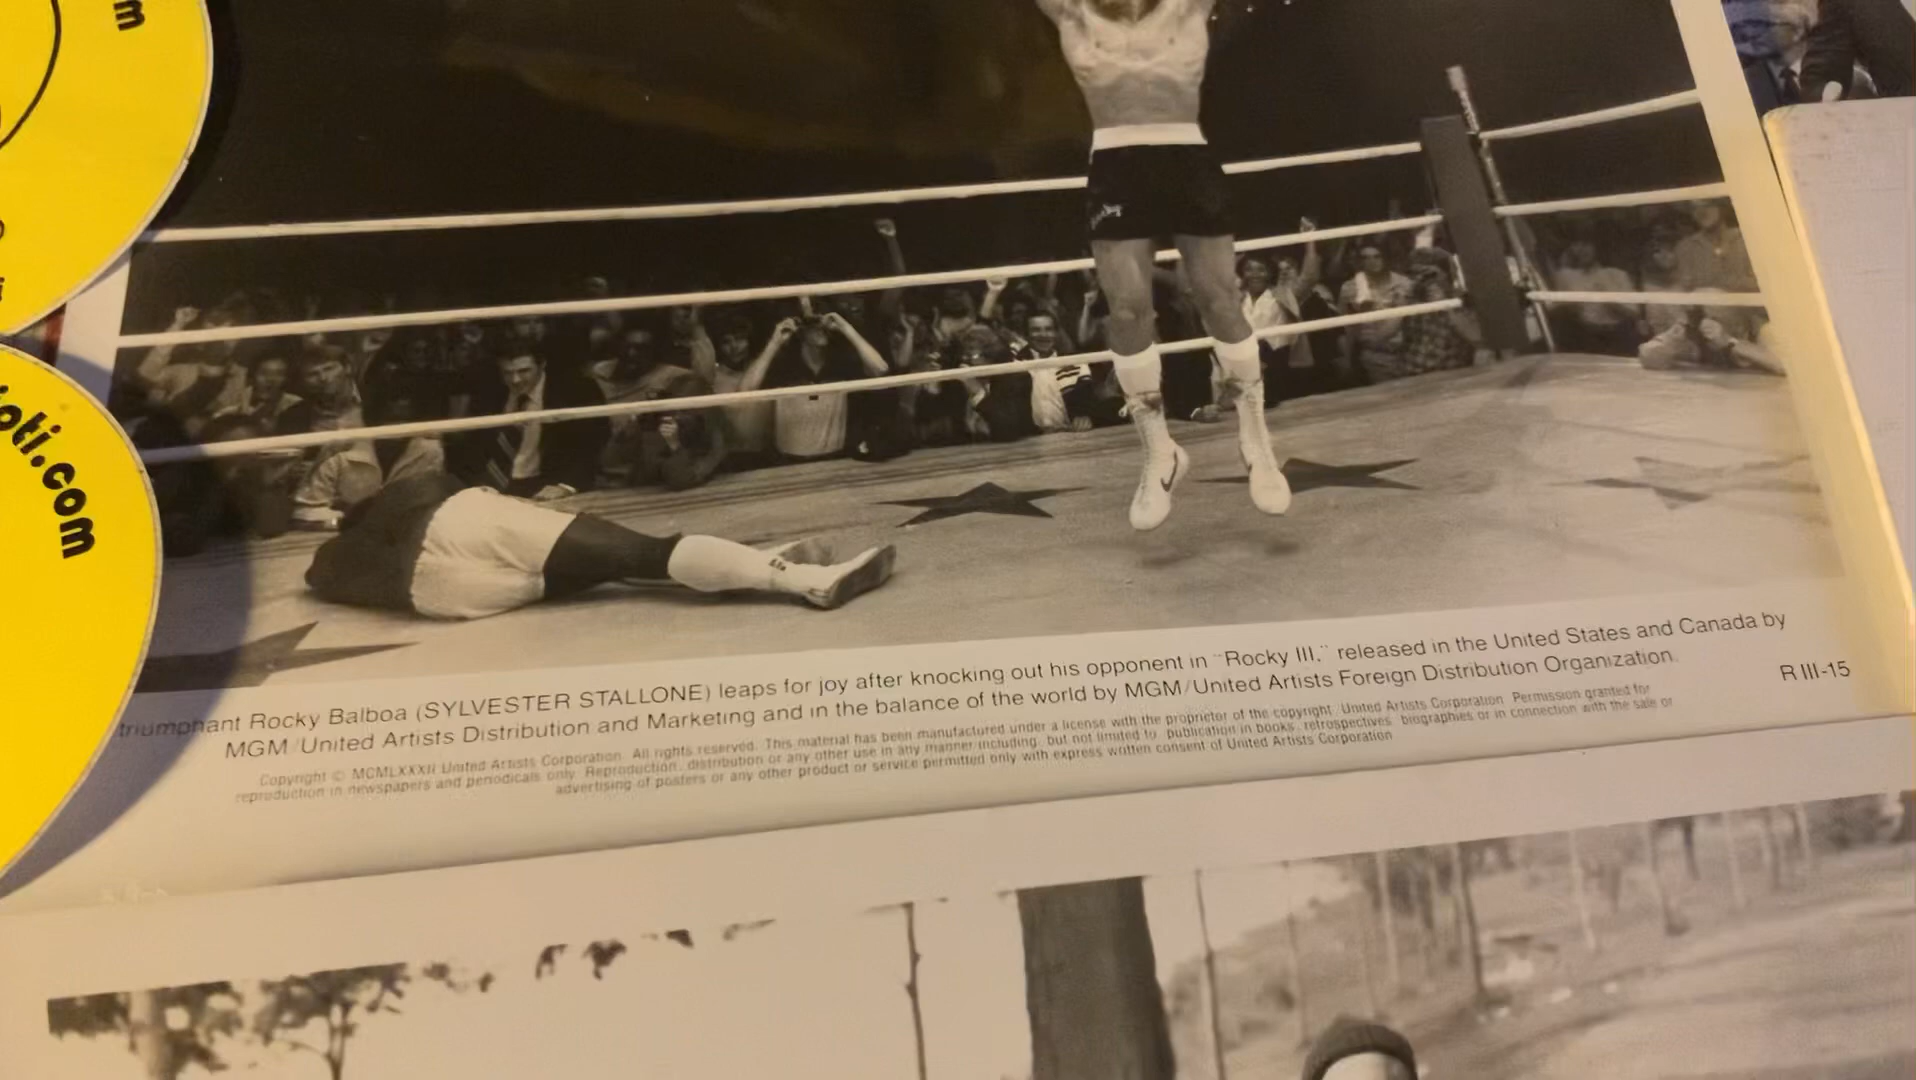 m
oti.com
Rocky
triumphant Rocky Balboa (SYLVESTER STALLONE) leaps for joy after knocking out his opponent in "Rocky III," released in the United States and Canada by
MGM/United Artists Distribution and Marketing and in the balance of the world by MGM/United Artists Foreign Distribution Organization.
R III-15
Copyright © MCMLXXXII United Artists Corporation. All rights reserved. This material has been manufactured under a license with the proprietor of the copyright, United Artists Corporation. Permission granted for
reproduction in newspapers and periodicals only. Reproduction, distribution or any other use in any manner including, but not limited to, publication in books, retrospectives, biographies or in connection with the sale or
advertising of posters or any other product or service permitted only with express written consent of United Artists Corporation